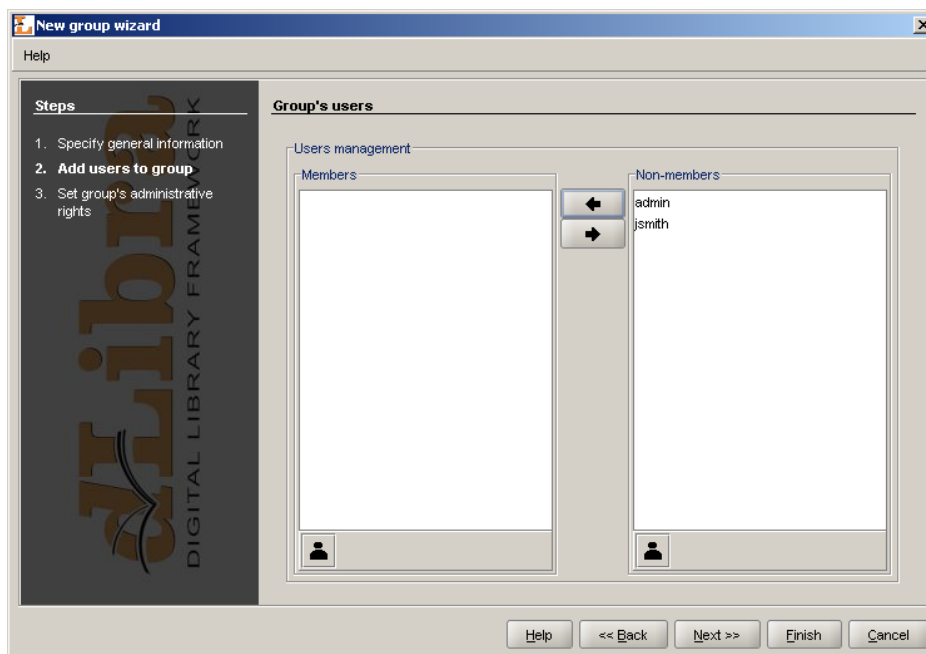 New group wizard
Help
Steps
1. Specify general information
2. Add users to group
3. Set group's administrative
rights
dLibra
DIGITAL LIBRARY FRAMEWORK
Group's users
Users management
Members
Non-members
admin
jsmith
Help
<< Back
Next >>
Finish
Cancel